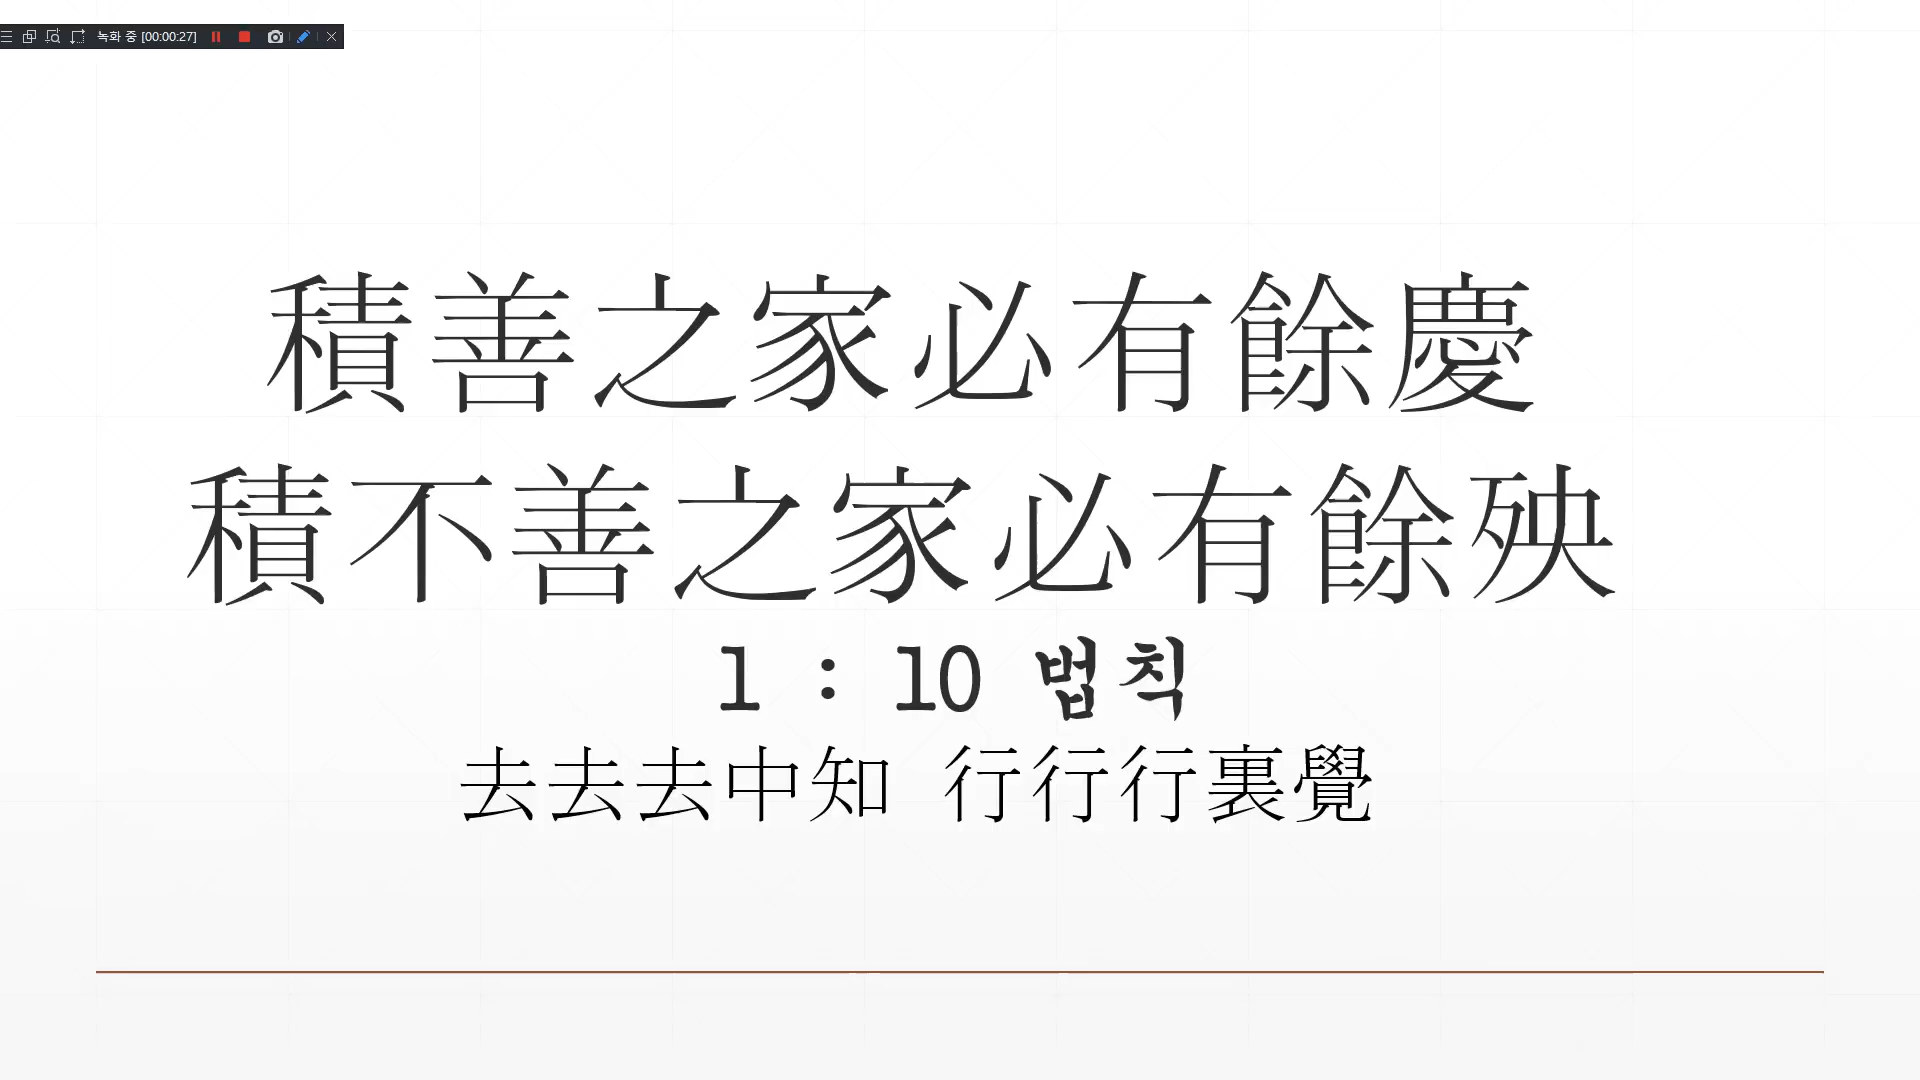 녹화 중 [00:00:27]
積善之家必有餘慶
積不善之家必有餘殃
1 : 10 법칙
去去去中知 行行行裏覺